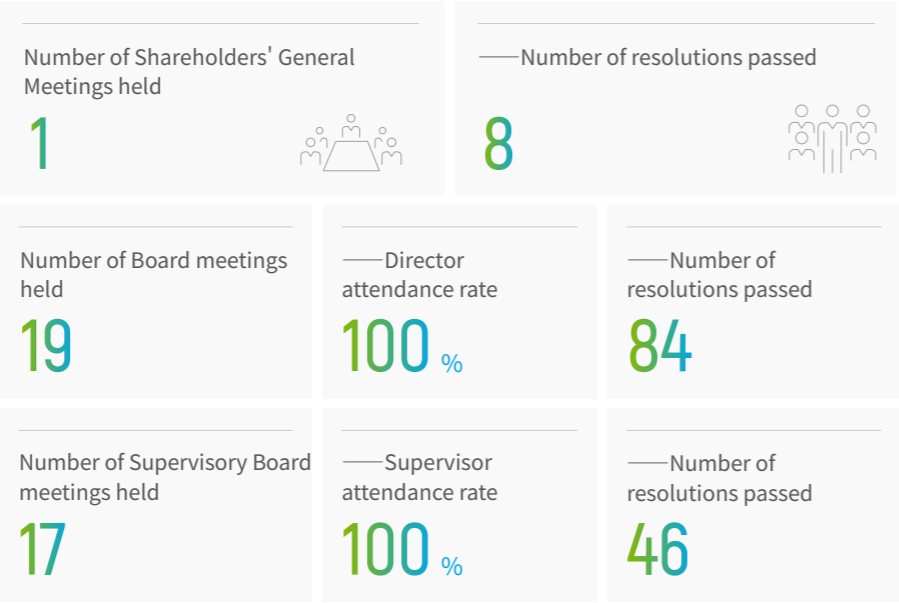 Number of Shareholders' General
Meetings held
1
——Number of resolutions passed
8
Number of Board meetings
held
19
——Director
attendance rate
100 %
——Number of
resolutions passed
84
Number of Supervisory Board
meetings held
17
——Supervisor
attendance rate
100 %
——Number of
resolutions passed
46